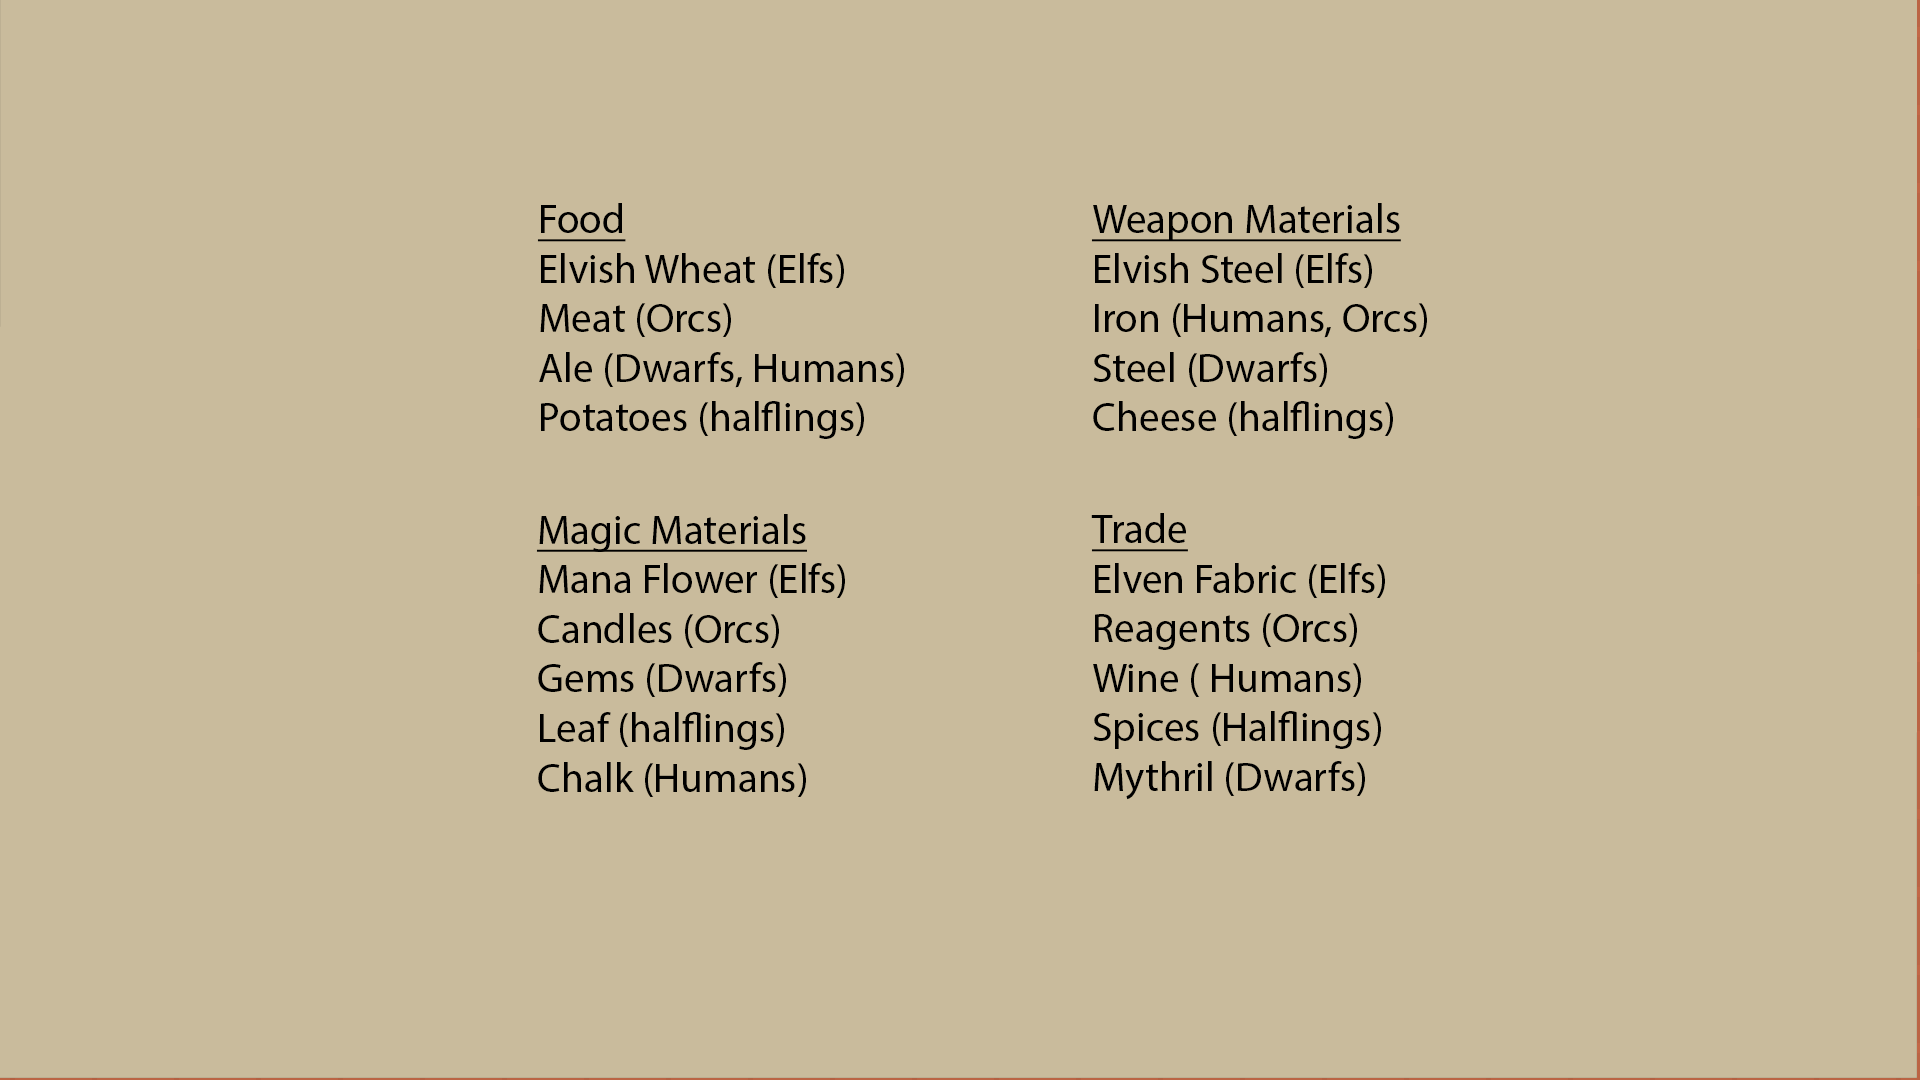 Food
Elvish Wheat (Elfs)
Meat (Orcs)
Ale (Dwarfs, Humans)
Potatoes (halflings)
Weapon Materials
Elvish Steel (Elfs)
Iron (Humans, Orcs)
Steel (Dwarfs)
Cheese (halflings)
Magic Materials
Mana Flower (Elfs)
Candles (Orcs)
Gems (Dwarfs)
Leaf (halflings)
Chalk (Humans)
Trade
Elven Fabric (Elfs)
Reagents (Orcs)
Wine ( Humans)
Spices (Halflings)
Mythril (Dwarfs)